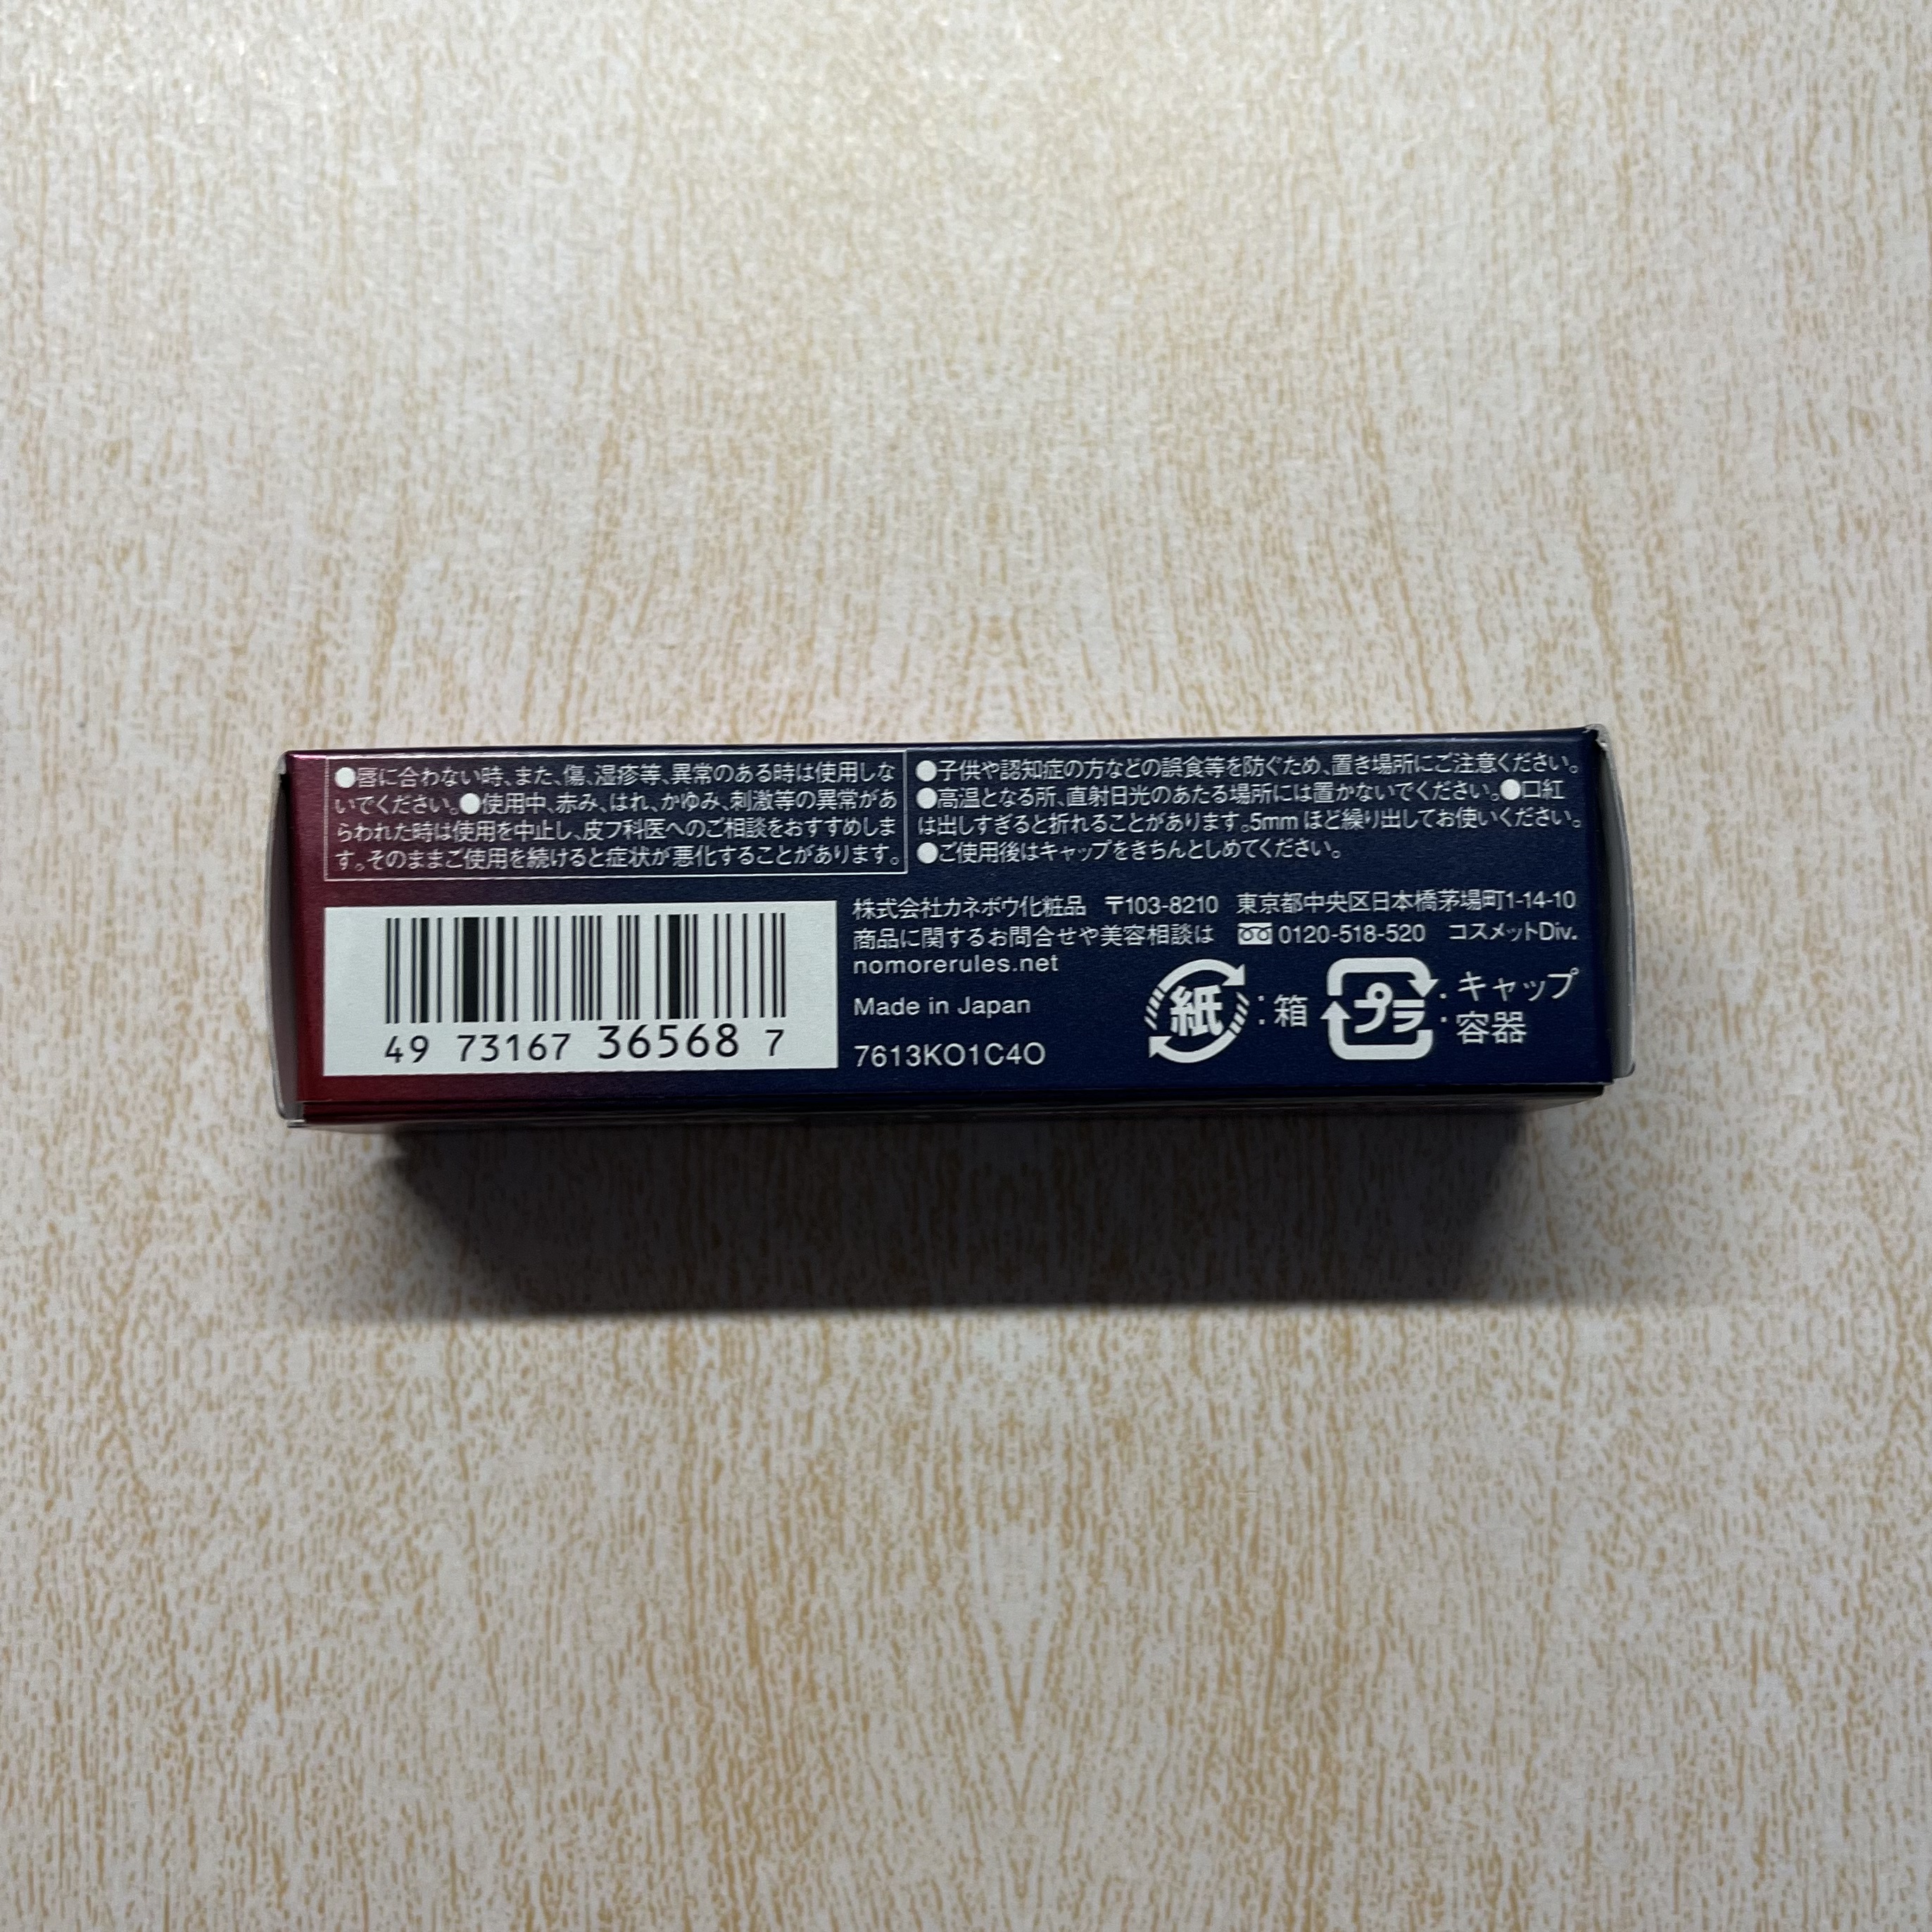 ●唇に合わない時、また、傷、湿疹等、異常のある時は使用しな
いでください。●使用中、赤み、はれ、かゆみ、刺激等の異常があ
らわれた時は使用を中止し、皮フ科医へのご相談をおすすめしま
す。そのままご使用を続けると症状が悪化することがあります。
●子供や認知症の方などの誤食等を防ぐため、置き場所にご注意ください。
●高温となる所、直射日光のあたる場所には置かないでください。●口紅
は出しすぎると折れることがあります。5mmほど繰り出してお使いください。
●ご使用後はキャップをきちんとしめてください。
株式会社カネボウ化粧品 〒103-8210 東京都中央区日本橋茅場町1-14-10
商品に関するお問合せや美容相談は 0120-518-520 コスメットDiv.
nomorerules.net
Made in Japan
7613KO1C4O
紙:箱
プラ:キャップ
容器
49 73167 36568 7